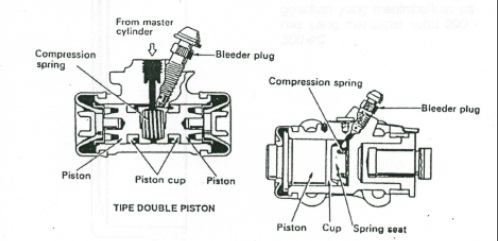 From master
cylinder
Compression
spring
Bleeder plug
Piston
Piston cup
Piston
TIPE DOUBLE PISTON
Compression spring
Bleeder plug
Piston
Cup
Spring seat